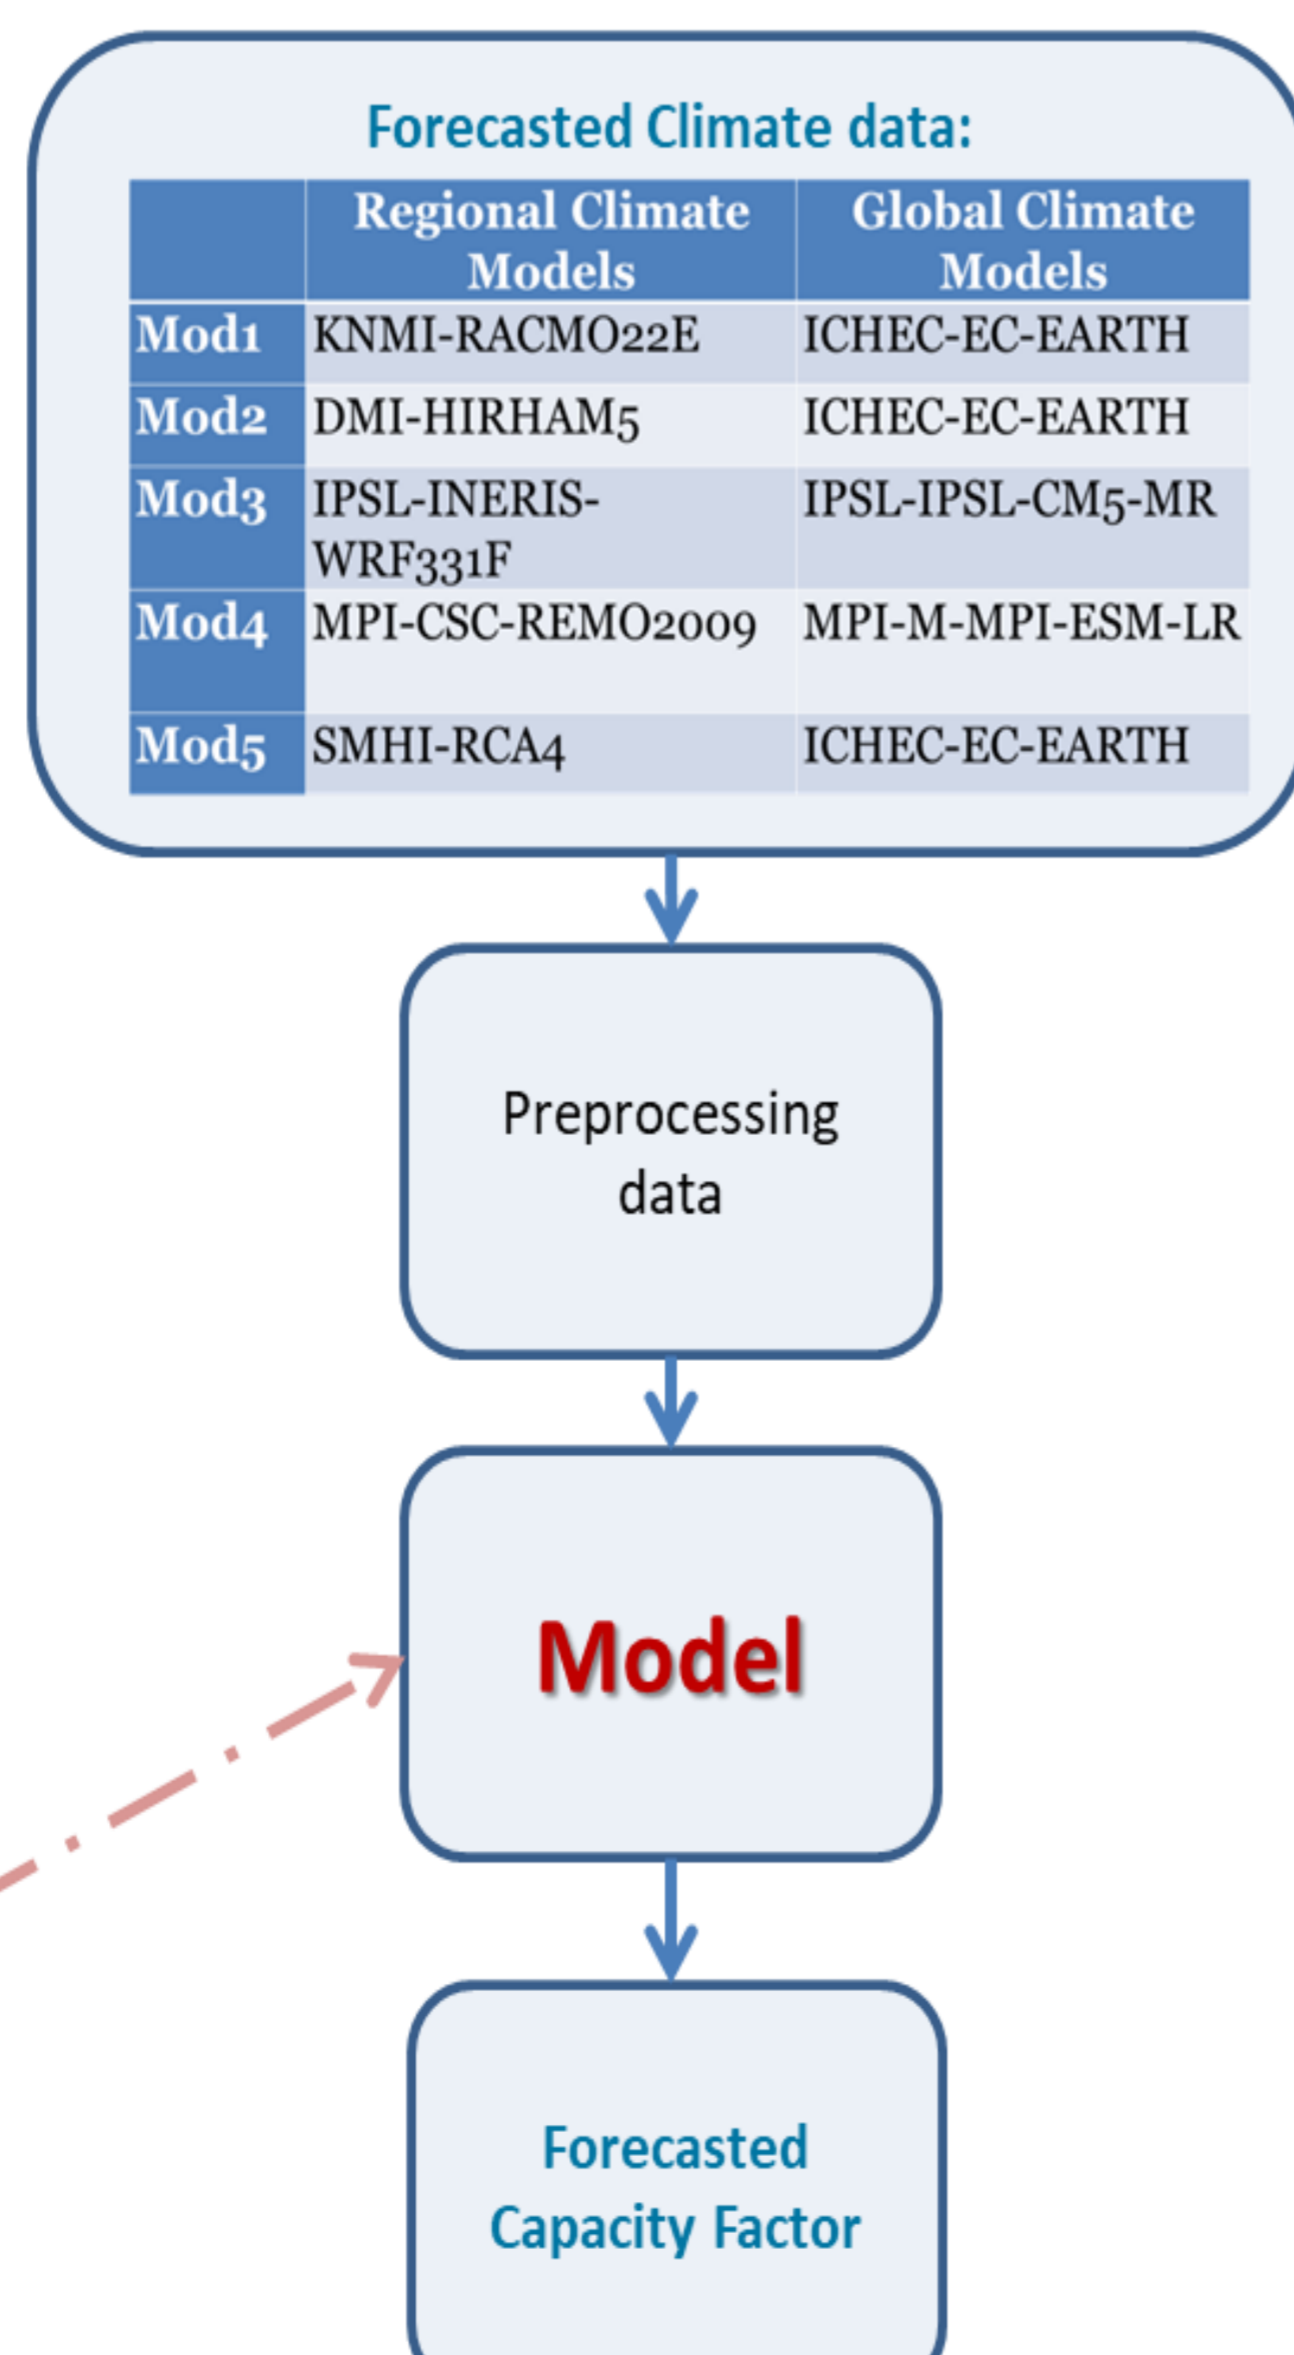 Forecasted Climate data:
Regional Climate Models Global Climate Models
Mod1 KNMI-RACMO22E ICHEC-EC-EARTH
Mod2 DMI-HIRHAM5 ICHEC-EC-EARTH
Mod3 IPSL-INERIS-WRF331F IPSL-IPSL-CM5-MR
Mod4 MPI-CSC-REMO2009 MPI-M-MPI-ESM-LR
Mod5 SMHI-RCA4 ICHEC-EC-EARTH
Preprocessing
data
Model
Forecasted
Capacity Factor